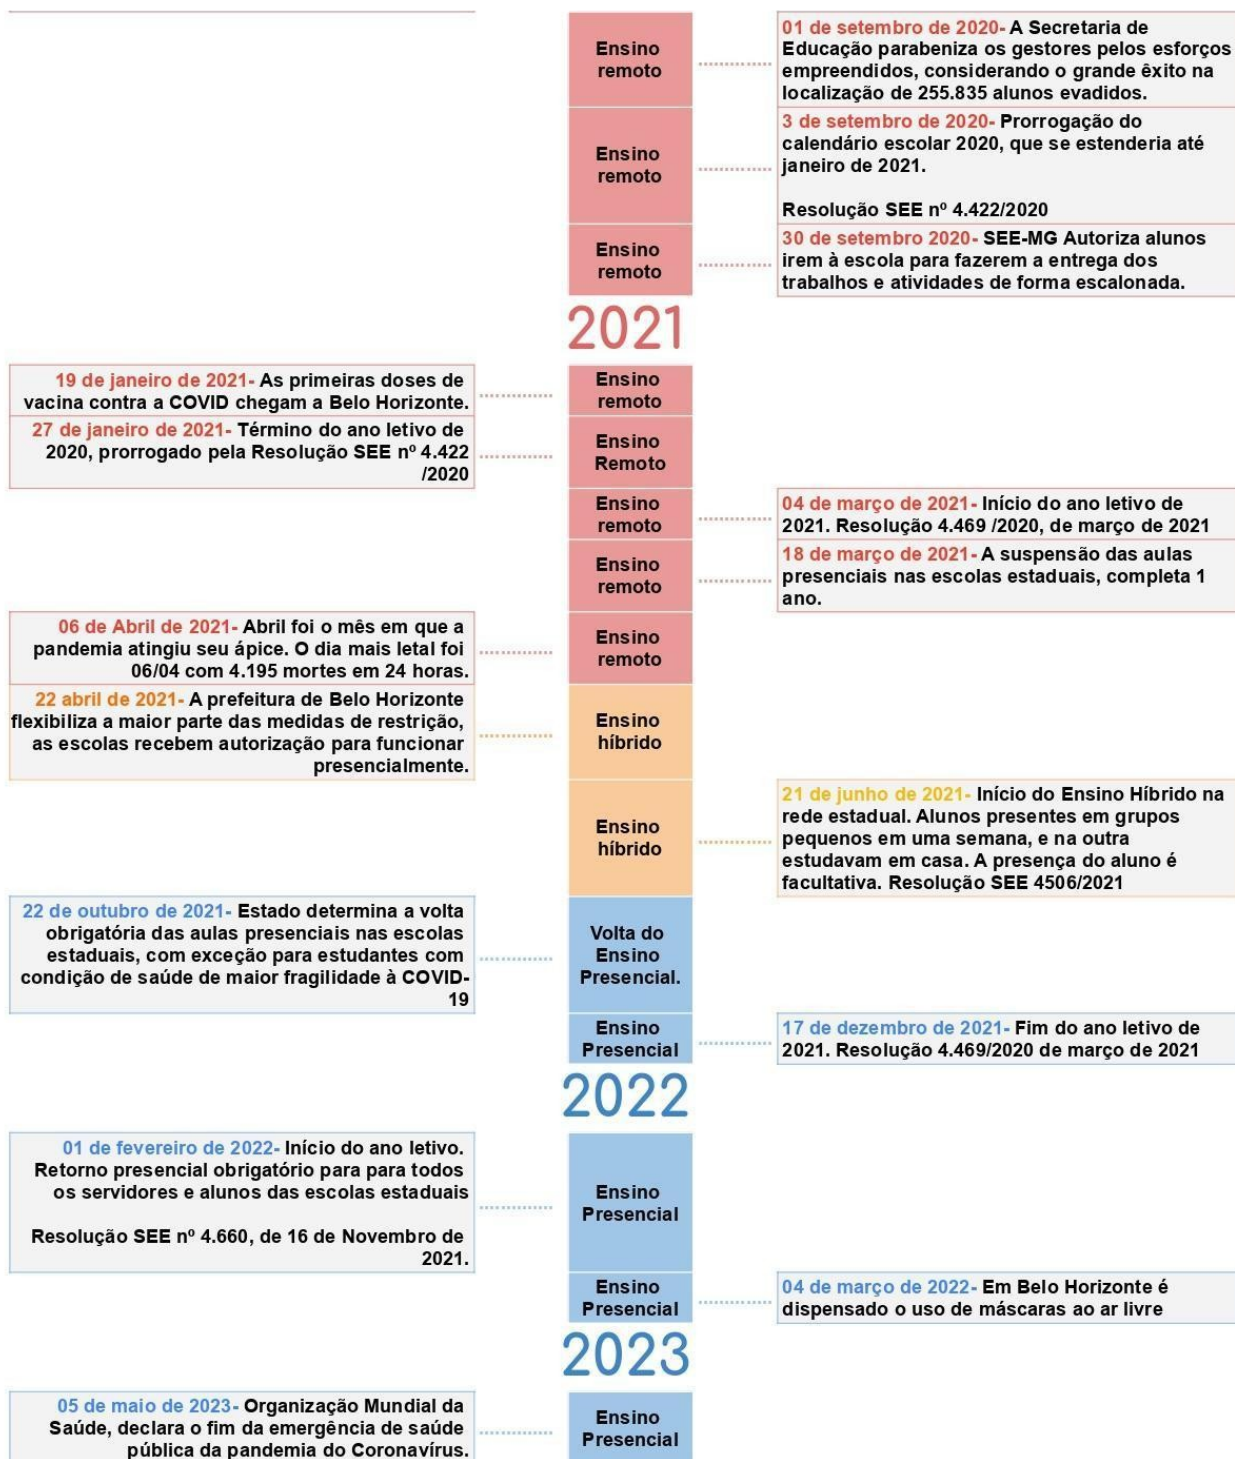 Ensino
remoto
01 de setembro de 2020- A Secretaria de
Educação parabeniza os gestores pelos esforços
empreendidos, considerando o grande êxito na
localização de 255.835 alunos evadidos.
Ensino
remoto
3 de setembro de 2020- Prorrogação do
calendário escolar 2020, que se estenderia até
janeiro de 2021.
Resolução SEE nº 4.422/2020
Ensino
remoto
30 de setembro 2020- SEE-MG Autoriza alunos
irem à escola para fazerem a entrega dos
trabalhos e atividades de forma escalonada.
2021
19 de janeiro de 2021- As primeiras doses de
vacina contra a COVID chegam a Belo Horizonte.
Ensino
remoto
27 de janeiro de 2021- Término do ano letivo de
2020, prorrogado pela Resolução SEE nº 4.422
/2020
Ensino
Remoto
Ensino
remoto
04 de março de 2021- Início do ano letivo de
2021. Resolução 4.469 /2020, de março de 2021
Ensino
remoto
18 de março de 2021- A suspensão das aulas
presenciais nas escolas estaduais, completa 1
ano.
06 de Abril de 2021- Abril foi o mês em que a
pandemia atingiu seu ápice. O dia mais letal foi
06/04 com 4.195 mortes em 24 horas.
Ensino
remoto
22 abril de 2021- A prefeitura de Belo Horizonte
flexibiliza a maior parte das medidas de restrição,
as escolas recebem autorização para funcionar
presencialmente.
Ensino
híbrido
Ensino
híbrido
21 de junho de 2021- Início do Ensino Híbrido na
rede estadual. Alunos presentes em grupos
pequenos em uma semana, e na outra
estudavam em casa. A presença do aluno é
facultativa. Resolução SEE 4506/2021
22 de outubro de 2021- Estado determina a volta
obrigatória das aulas presenciais nas escolas
estaduais, com exceção para estudantes com
condição de saúde de maior fragilidade à COVID-
19
Volta do
Ensino
Presencial.
Ensino
Presencial
17 de dezembro de 2021- Fim do ano letivo de
2021. Resolução 4.469/2020 de março de 2021
2022
01 de fevereiro de 2022- Início do ano letivo.
Retorno presencial obrigatório para para todos
os servidores e alunos das escolas estaduais
Resolução SEE nº 4.660, de 16 de Novembro de
2021.
Ensino
Presencial
Ensino
Presencial
04 de março de 2022- Em Belo Horizonte é
dispensado o uso de máscaras ao ar livre
2023
05 de maio de 2023- Organização Mundial da
Saúde, declara o fim da emergência de saúde
pública da pandemia do Coronavírus.
Ensino
Presencial